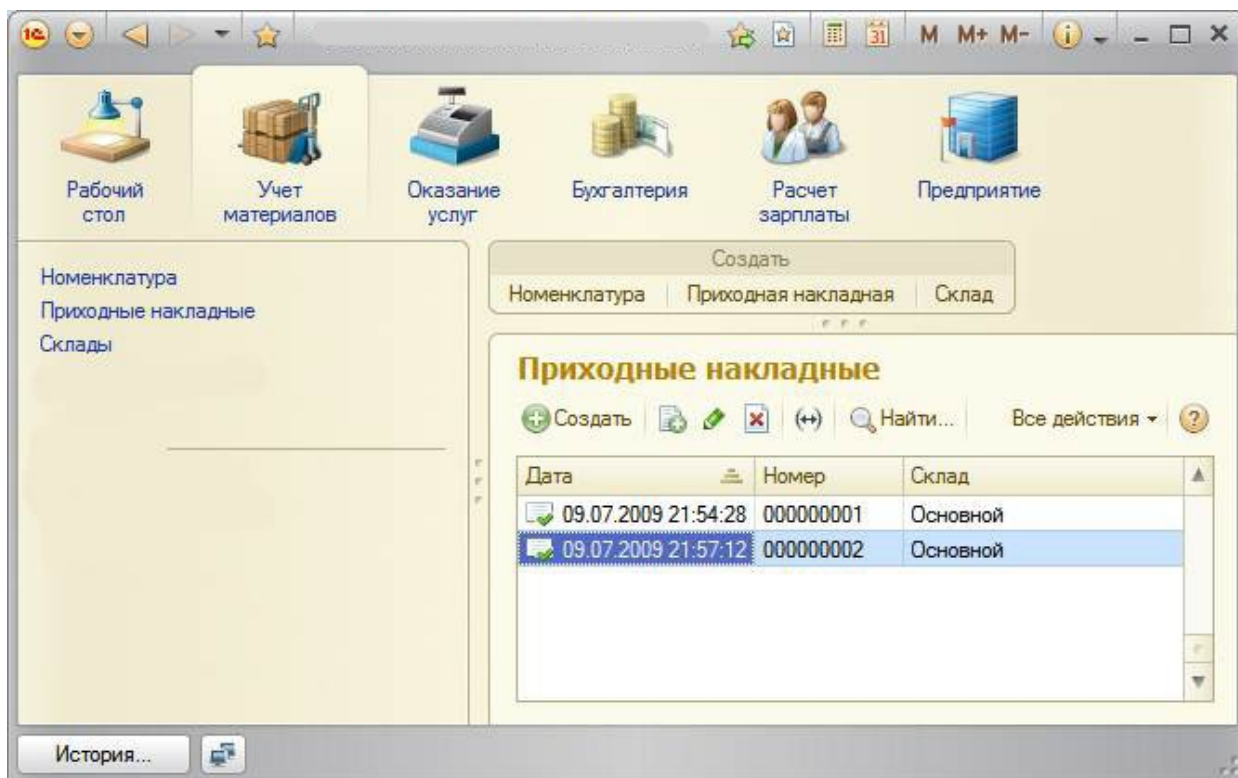 1С
31 M M+ M-
Рабочий
стол
Учет
материалов
Оказание
услуг
Бухгалтерия
Расчет
зарплаты
Предприятие
Номенклатура
Приходные накладные
Склады
Создать
Номенклатура Приходная накладная Склад
Приходные накладные
Создать Найти... Все действия ?
Дата Номер Склад
09.07.2009 21:54:28 000000001 Основной
09.07.2009 21:57:12 000000002 Основной
История...